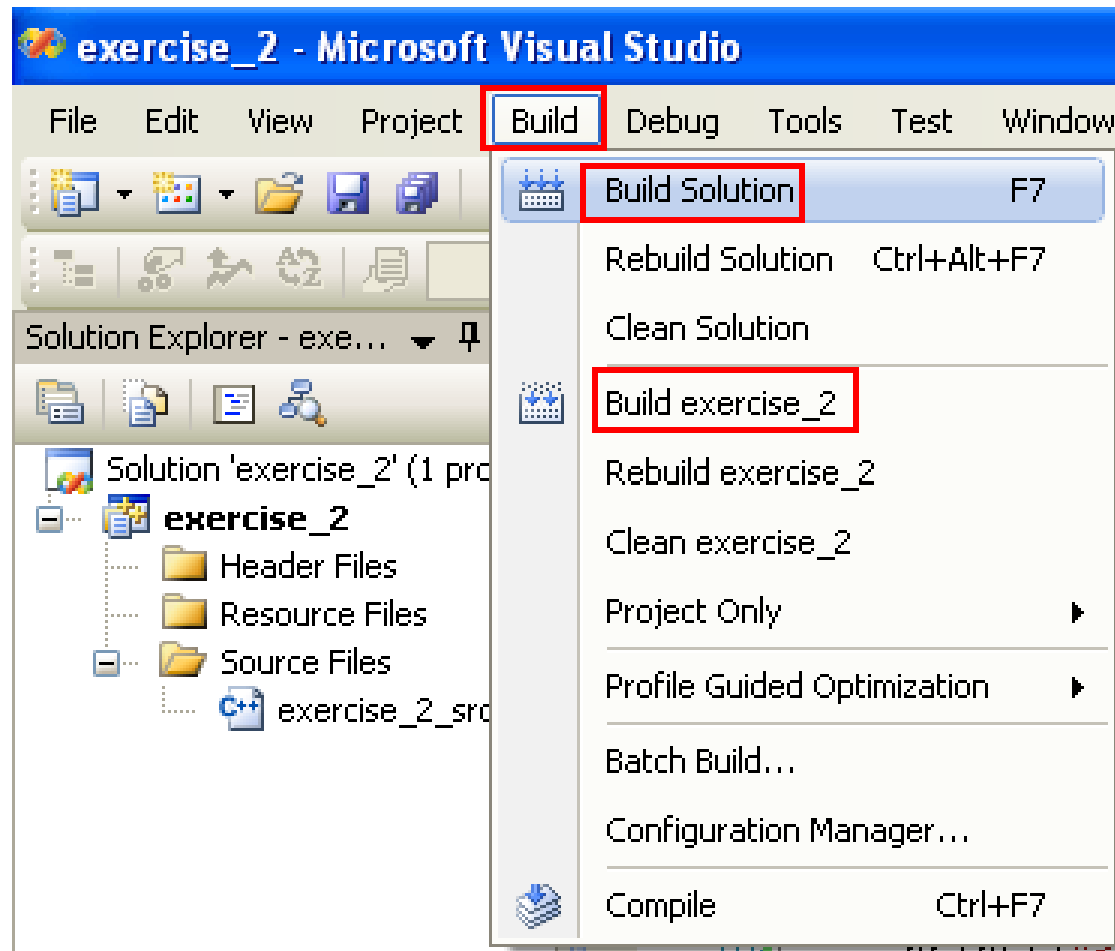 exercise_2 - Microsoft Visual Studio
File Edit View Project Build Debug Tools Test Window
Build Solution F7
Rebuild Solution Ctrl+Alt+F7
Clean Solution
Build exercise_2
Rebuild exercise_2
Clean exercise_2
Project Only
Profile Guided Optimization
Batch Build...
Configuration Manager...
Compile Ctrl+F7
Solution Explorer - exe...
Solution 'exercise_2' (1 pro
exercise_2
Header Files
Resource Files
Source Files
C++ exercise_2_src